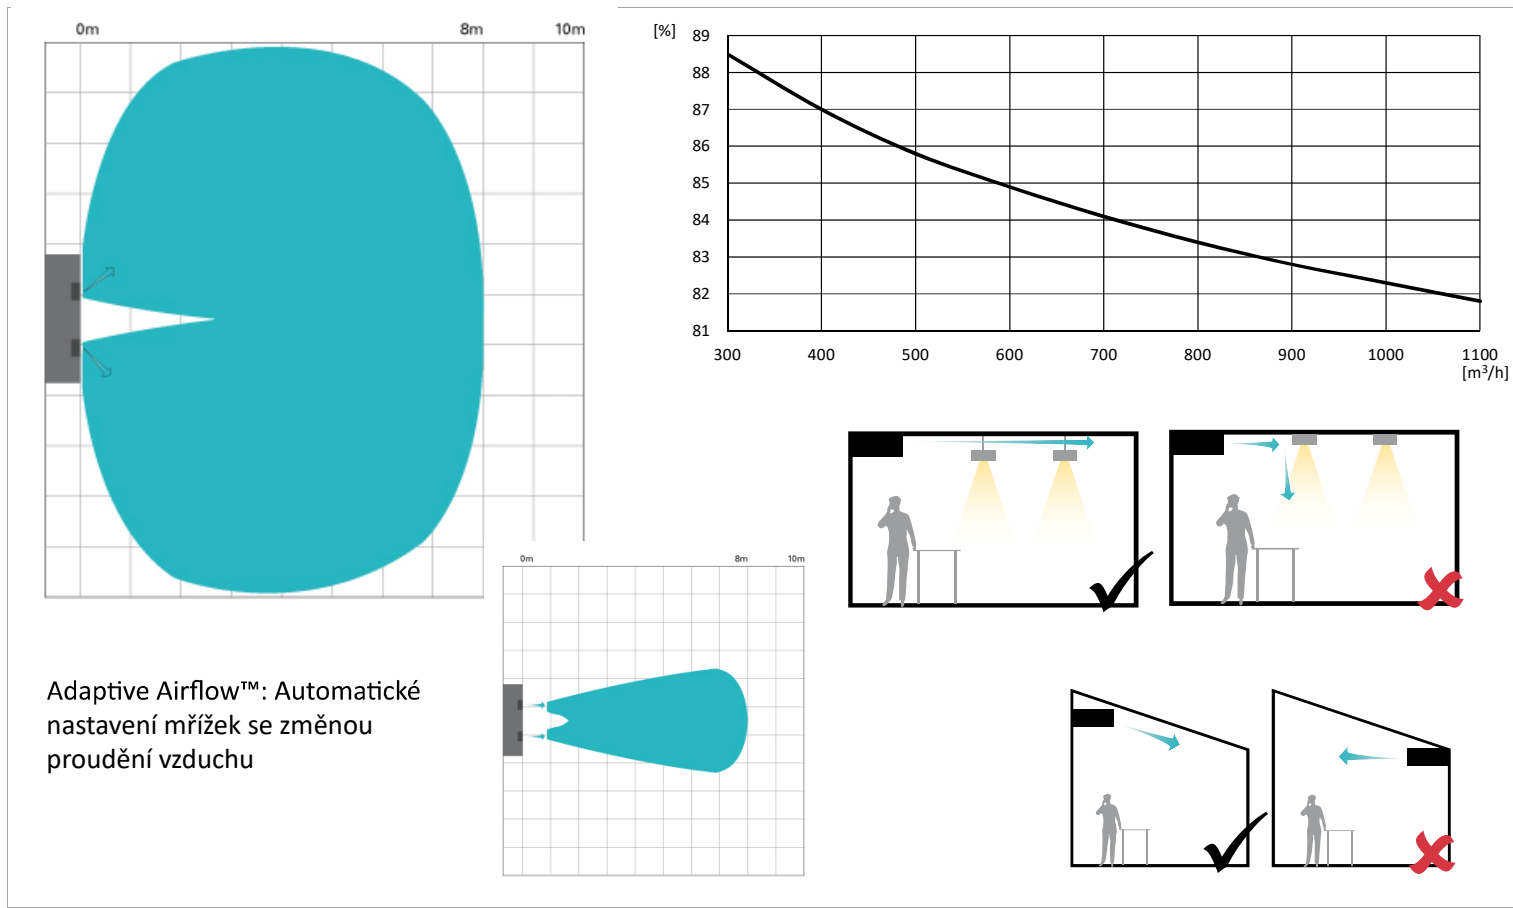 0m 8m 10m
[%]
89
88
87
86
85
84
83
82
81
300 400 500 600 700 800 900 1000 1100
[m³/h]
0m 8m 10m
Adaptive Airflow™: Automatické
nastavení mřížek se změnou
proudění vzduchu